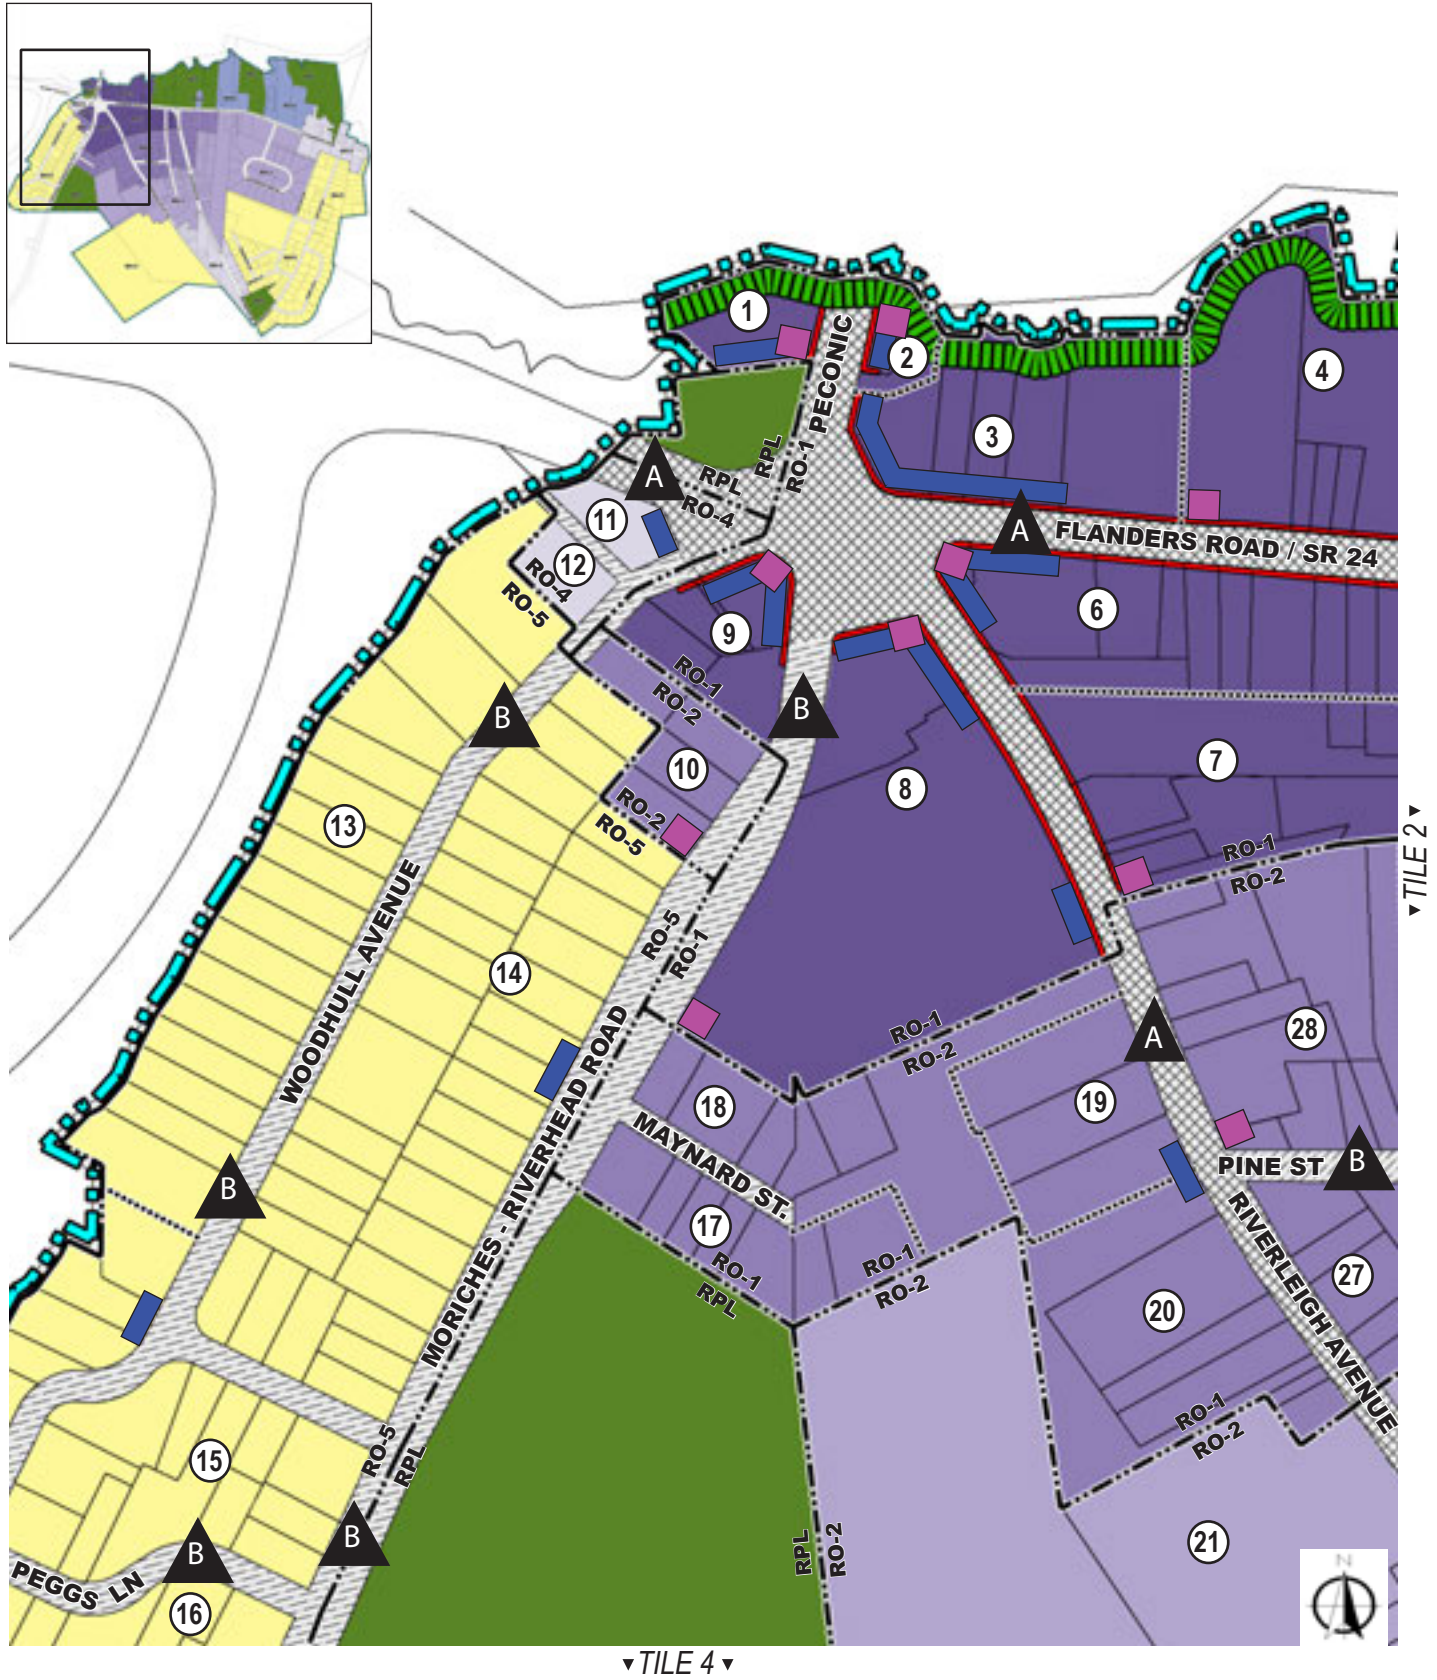 1
2
3
4
PECONIC
RPL
RO-1
A
RPL
RO-4
A
FLANDERS ROAD / SR 24
11
12
RO-4
RO-5
9
6
RO-1
RO-2
B
B
10
7
8
RO-2
RO-5
13
RO-1
RO-2
TILE 2
WOODHULL AVENUE
14
RO-5
RO-1
RO-1
RO-2
28
A
MORICHES - RIVERHEAD ROAD
18
19
MAYNARD ST.
PINE ST
B
B
17
RO-1
RPL
RO-1
RO-2
RIVERLEIGH AVENUE
27
20
RO-1
RO-2
15
RO-5
RPL
B
B
RPL
RO-2
21
PEGGS LN
16
N
TILE 4